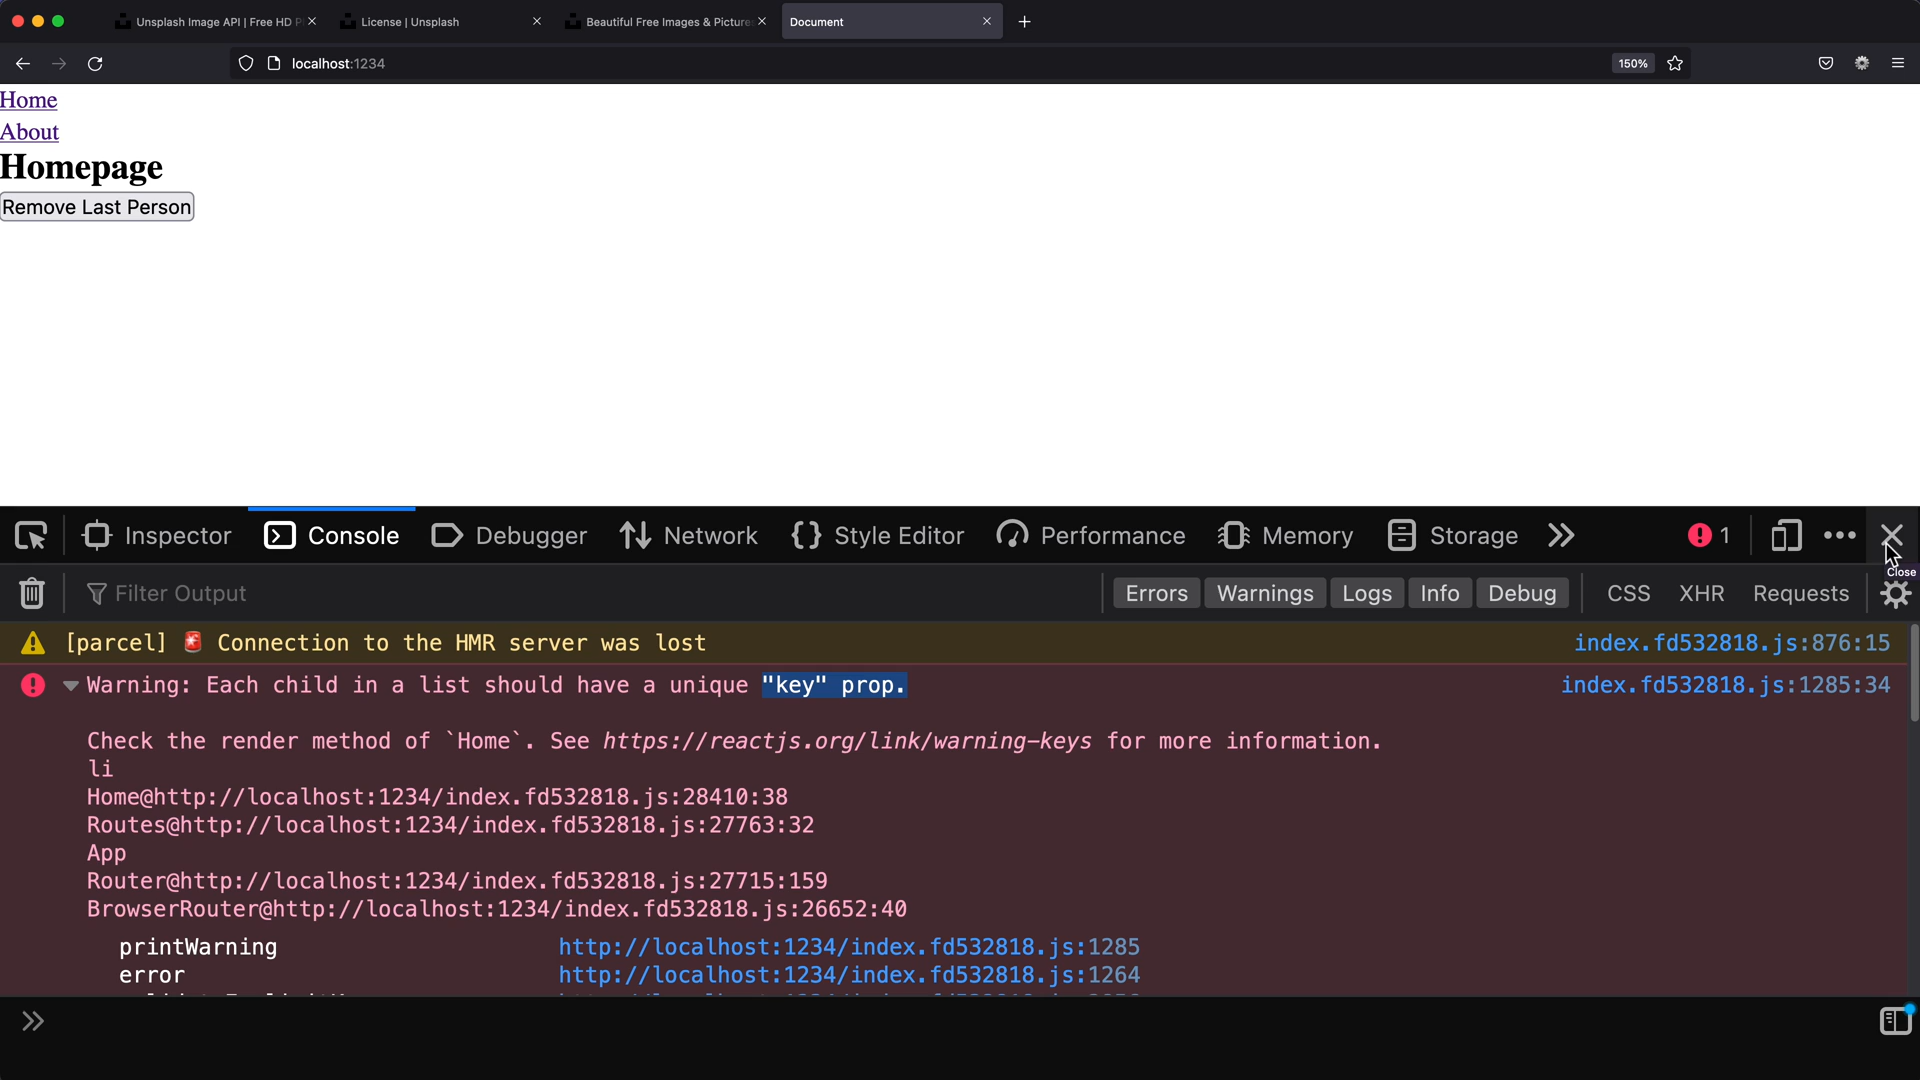 Unsplash Image API | Free HD P
License | Unsplash
Beautiful Free Images & Pictures
Document
localhost:1234
150%
Home
About
Homepage
Remove Last Person
Inspector
Console
Debugger
Network
Style Editor
Performance
Memory
Storage
1
Close
Filter Output
Errors
Warnings
Logs
Info
Debug
CSS
XHR
Requests
[parcel] 🚨 Connection to the HMR server was lost
index.fd532818.js:876:15
Warning: Each child in a list should have a unique "key" prop.
index.fd532818.js:1285:34
Check the render method of `Home`. See https://reactjs.org/link/warning-keys for more information.
li
Home@http://localhost:1234/index.fd532818.js:28410:38
Routes@http://localhost:1234/index.fd532818.js:27763:32
App
Router@http://localhost:1234/index.fd532818.js:27715:159
BrowserRouter@http://localhost:1234/index.fd532818.js:26652:40
printWarning http://localhost:1234/index.fd532818.js:1285
error http://localhost:1234/index.fd532818.js:1264